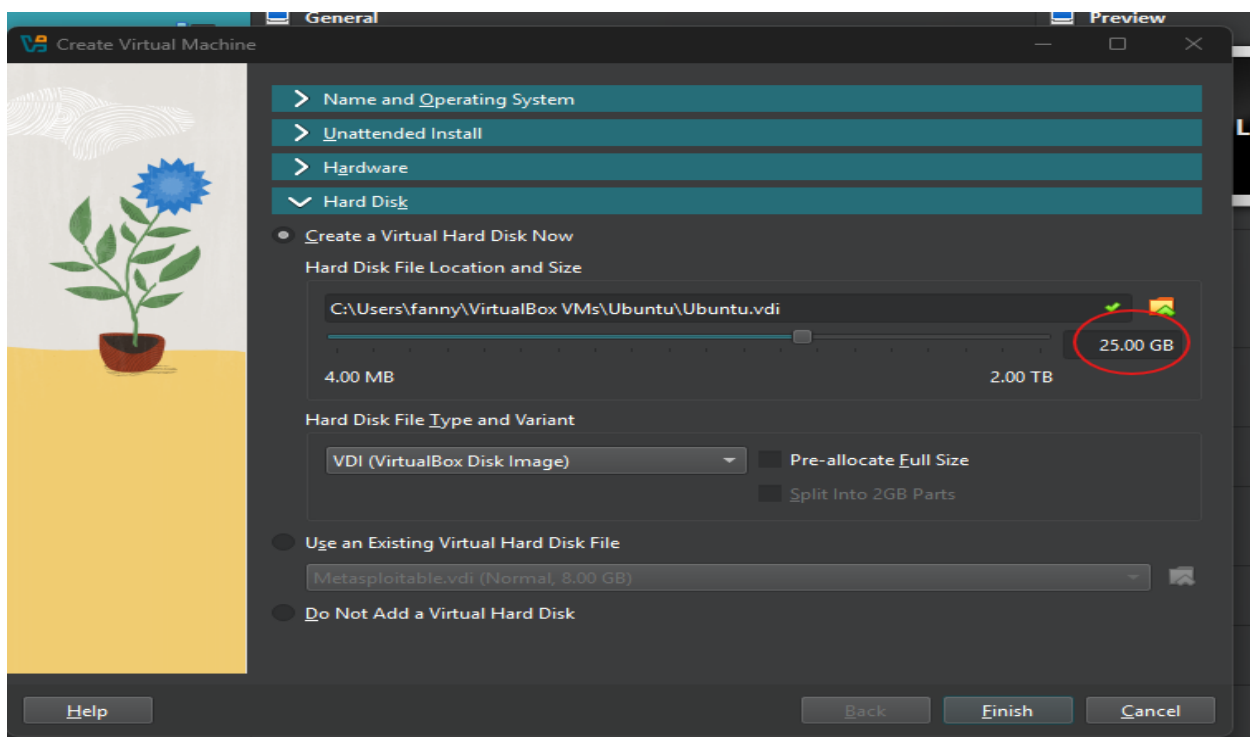 General
Preview
Create Virtual Machine
L
Name and Operating System
Unattended Install
Hardware
Hard Disk
Create a Virtual Hard Disk Now
Hard Disk File Location and Size
C:\Users\fanny\VirtualBox VMs\Ubuntu\Ubuntu.vdi
25.00 GB
4.00 MB
2.00 TB
Hard Disk File Type and Variant
VDI (VirtualBox Disk Image)
Pre-allocate Full Size
Split Into 2GB Parts
Use an Existing Virtual Hard Disk File
Metasploitable.vdi (Normal, 8.00 GB)
Do Not Add a Virtual Hard Disk
Help
Back
Finish
Cancel